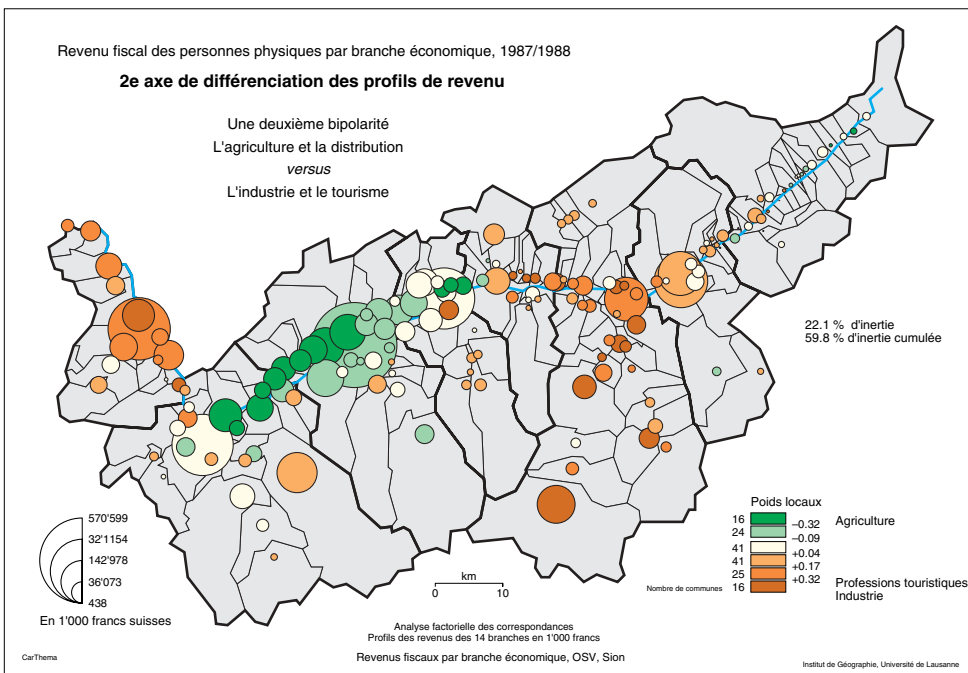 Revenu fiscal des personnes physiques par branche économique, 1987/1988
2e axe de différenciation des profils de revenu
Une deuxième bipolarité
L'agriculture et la distribution
versus
L'industrie et le tourisme
22.1 % d'inertie
59.8 % d'inertie cumulée
570'599
32'1154
142'978
36'073
438
En 1'000 francs suisses
km
0 10
Poids locaux
16
24
41
41
25
16
−0.32
−0.09
+0.04
+0.17
+0.32
Agriculture
Professions touristiques
Industrie
Nombre de communes
Analyse factorielle des correspondances
Profils des revenus des 14 branches en 1'000 francs
Revenus fiscaux par branche économique, OSV, Sion
CarThema
Institut de Géographie, Université de Lausanne